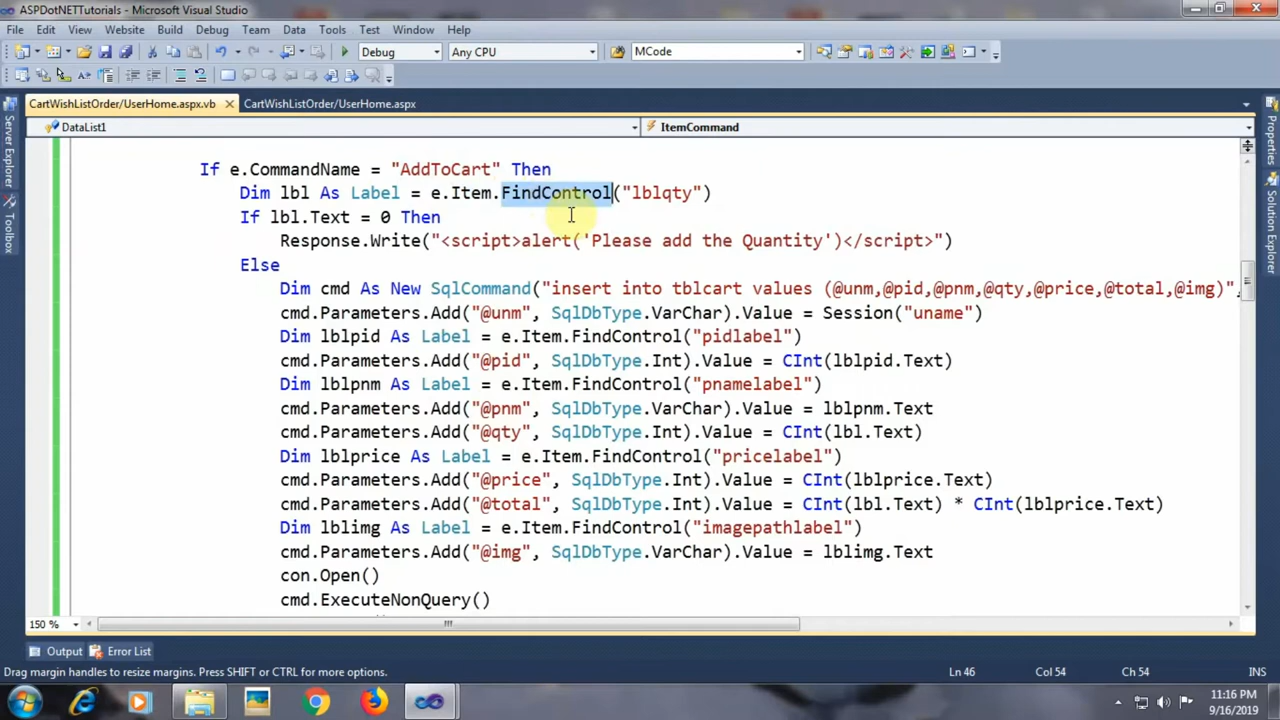 ASPDotNETTutorials - Microsoft Visual Studio
File Edit View Website Build Debug Team Data Tools Test Window Help
Debug Any CPU MCode
CartWishListOrder/UserHome.aspx.vb CartWishListOrder/UserHome.aspx
DataList1 ItemCommand
If e.CommandName = "AddToCart" Then
Dim lbl As Label = e.Item.FindControl("lblqty")
If lbl.Text = 0 Then
Response.Write("<script>alert('Please add the Quantity')</script>")
Else
Dim cmd As New SqlCommand("insert into tblcart values (@unm,@pid,@pnm,@qty,@price,@total,@img)",
cmd.Parameters.Add("@unm", SqlDbType.VarChar).Value = Session("uname")
Dim lblpid As Label = e.Item.FindControl("pidlabel")
cmd.Parameters.Add("@pid", SqlDbType.Int).Value = CInt(lblpid.Text)
Dim lblpnm As Label = e.Item.FindControl("pnamelabel")
cmd.Parameters.Add("@pnm", SqlDbType.VarChar).Value = lblpnm.Text
cmd.Parameters.Add("@qty", SqlDbType.Int).Value = CInt(lbl.Text)
Dim lblprice As Label = e.Item.FindControl("pricelabel")
cmd.Parameters.Add("@price", SqlDbType.Int).Value = CInt(lblprice.Text)
cmd.Parameters.Add("@total", SqlDbType.Int).Value = CInt(lbl.Text) * CInt(lblprice.Text)
Dim lblimg As Label = e.Item.FindControl("imagepathlabel")
cmd.Parameters.Add("@img", SqlDbType.VarChar).Value = lblimg.Text
con.Open()
cmd.ExecuteNonQuery()
150 %
Output Error List
Drag margin handles to resize margins. Press SHIFT or CTRL for more options. Ln 46 Col 54 Ch 54 INS
Server Explorer
Toolbox
Properties
Solution Explorer
11:16 PM
9/16/2019